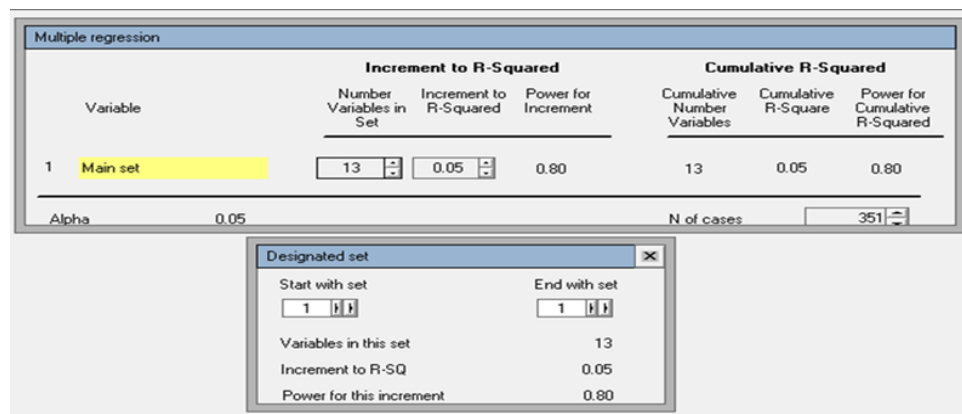 Multiple regression
Increment to R-Squared
Cumulative R-Squared
Variable
Number Variables in Set
Increment to R-Squared
Power for Increment
Cumulative Number Variables
Cumulative R-Square
Power for Cumulative R-Squared
1 Main set 13 0.05 0.80 13 0.05 0.80
Alpha 0.05 N of cases 351
Designated set
Start with set End with set
1 1
Variables in this set 13
Increment to R-SQ 0.05
Power for this increment 0.80